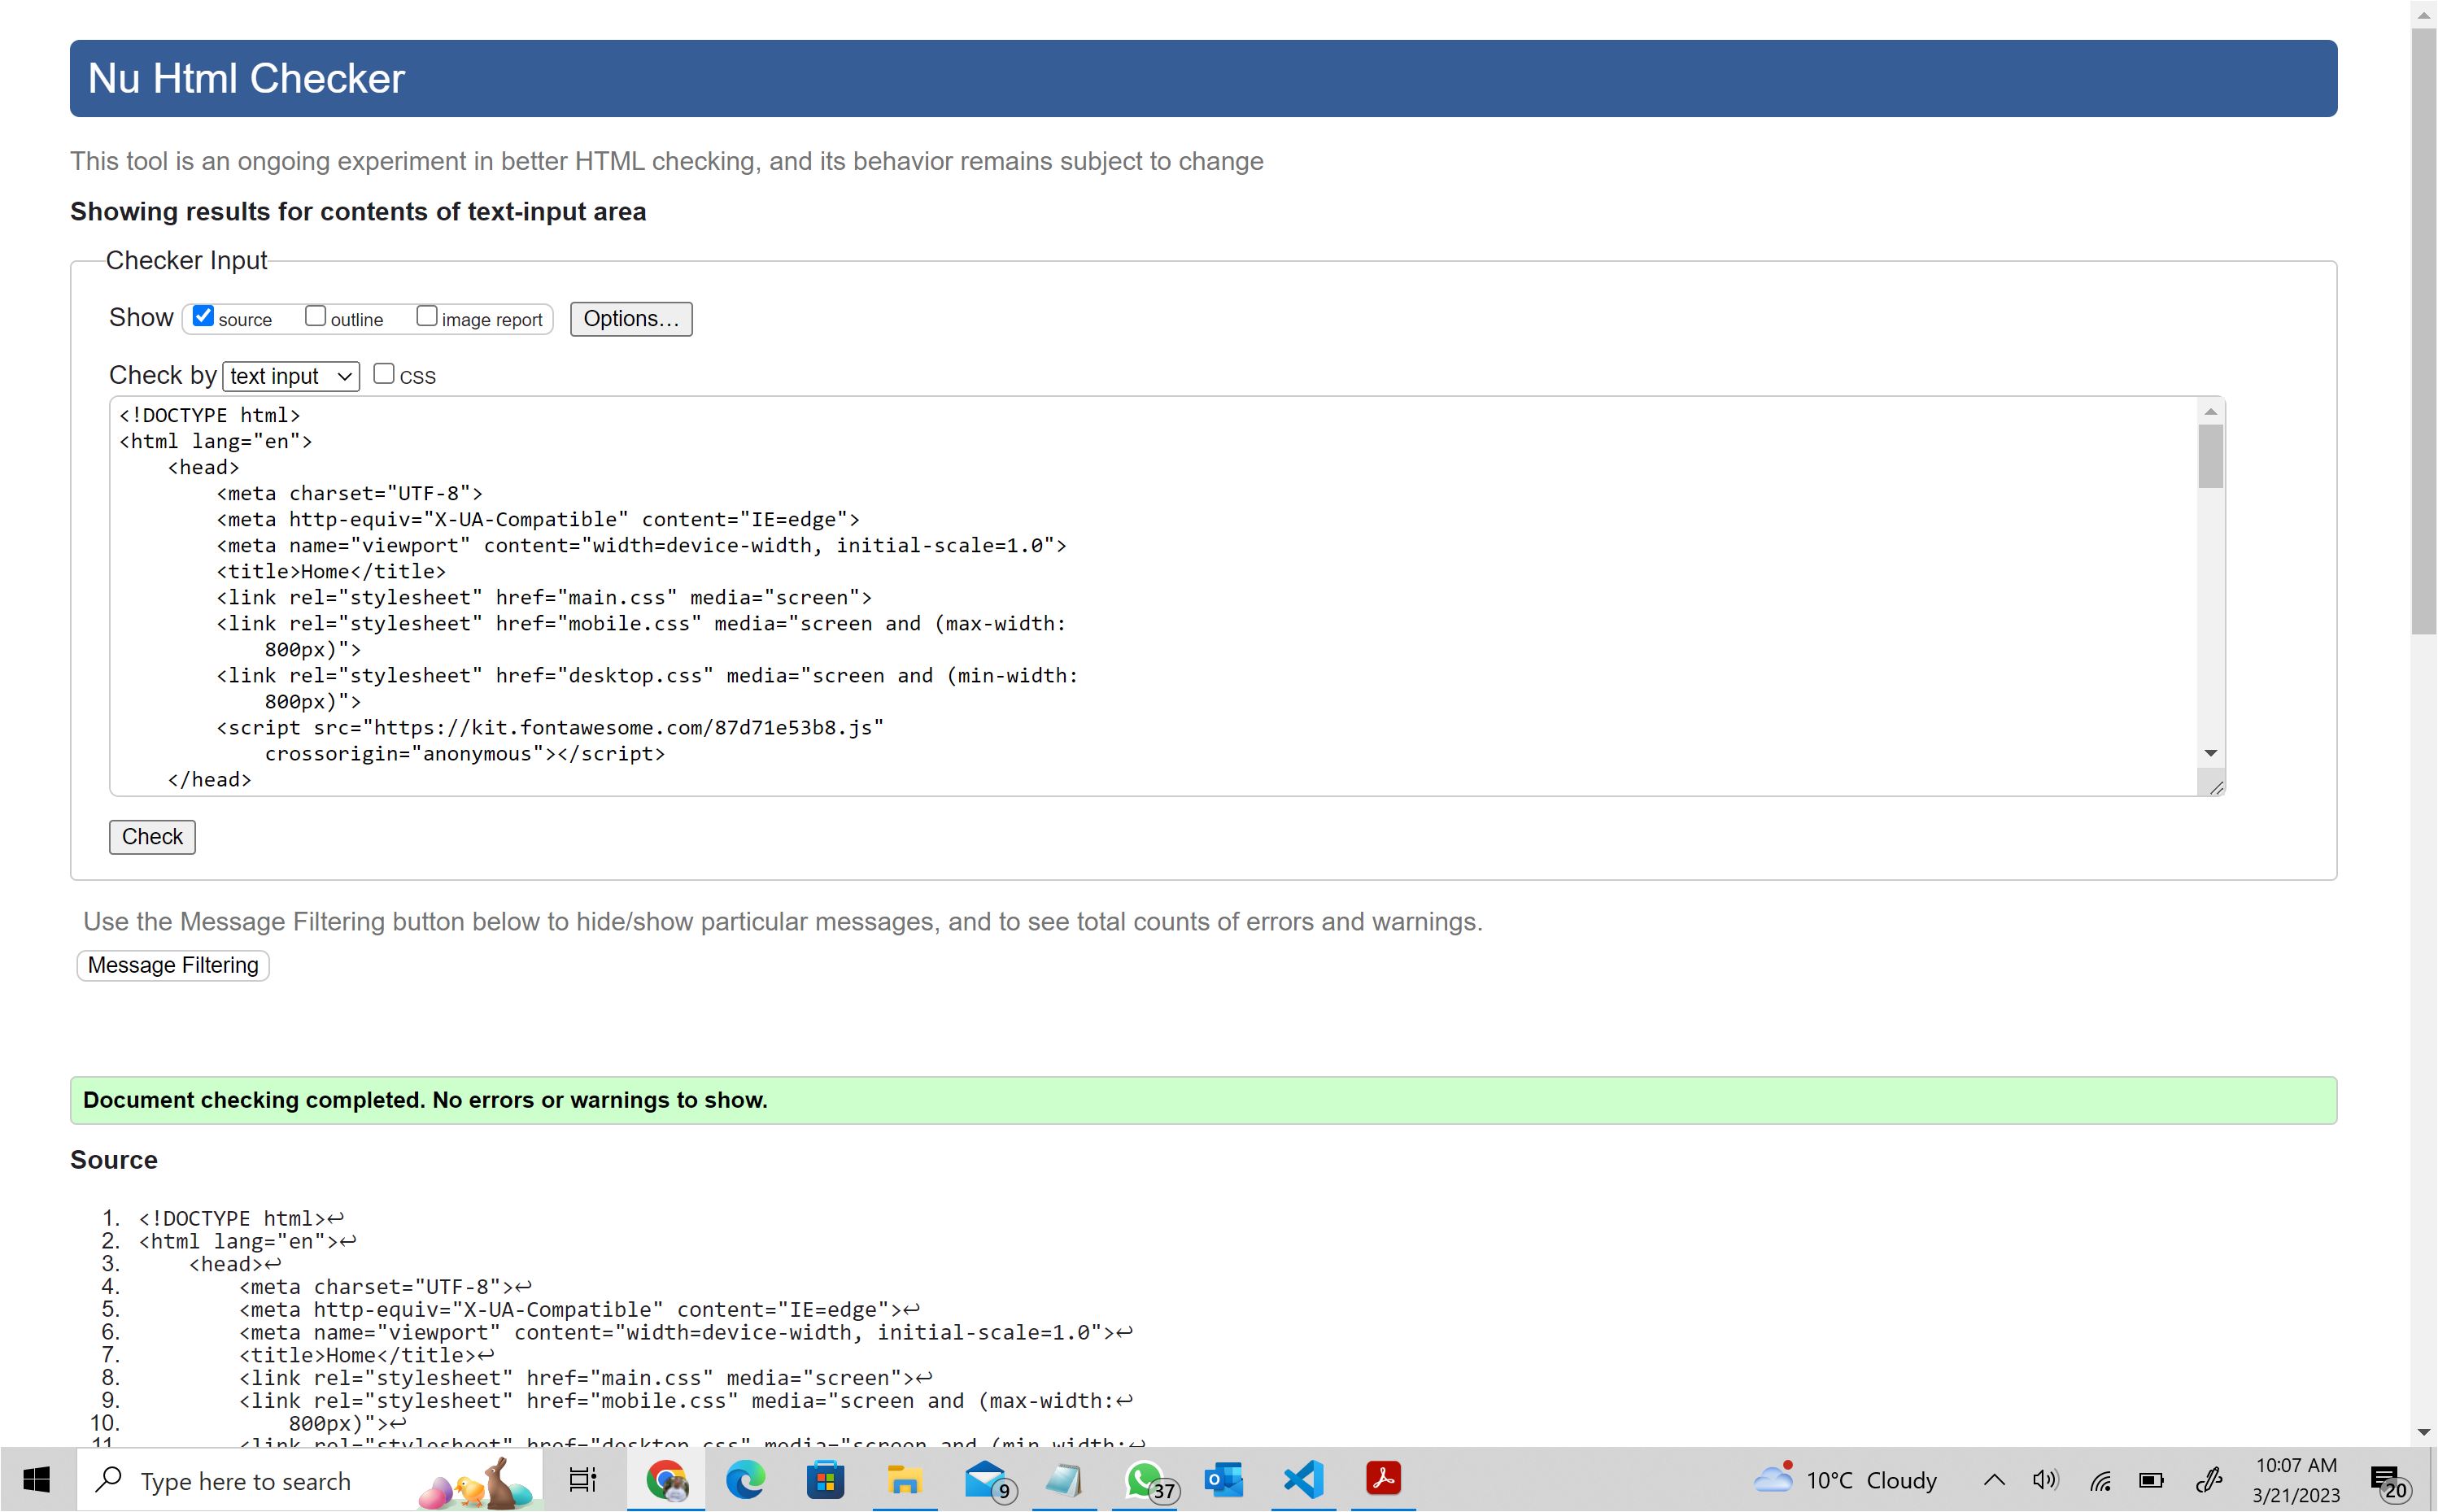 Nu Html Checker
This tool is an ongoing experiment in better HTML checking, and its behavior remains subject to change
Showing results for contents of text-input area
Checker Input
Show source outline image report Options...
Check by text input CSS
<!DOCTYPE html>
<html lang="en">
    <head>
        <meta charset="UTF-8">
        <meta http-equiv="X-UA-Compatible" content="IE=edge">
        <meta name="viewport" content="width=device-width, initial-scale=1.0">
        <title>Home</title>
        <link rel="stylesheet" href="main.css" media="screen">
        <link rel="stylesheet" href="mobile.css" media="screen and (max-width:
            800px)">
        <link rel="stylesheet" href="desktop.css" media="screen and (min-width:
            800px)">
        <script src="https://kit.fontawesome.com/87d71e53b8.js"
            crossorigin="anonymous"></script>
    </head>
Check
Use the Message Filtering button below to hide/show particular messages, and to see total counts of errors and warnings.
Message Filtering
Document checking completed. No errors or warnings to show.
Source
1. <!DOCTYPE html>↩
2. <html lang="en">↩
3.     <head>↩
4.         <meta charset="UTF-8">↩
5.         <meta http-equiv="X-UA-Compatible" content="IE=edge">↩
6.         <meta name="viewport" content="width=device-width, initial-scale=1.0">↩
7.         <title>Home</title>↩
8.         <link rel="stylesheet" href="main.css" media="screen">↩
9.         <link rel="stylesheet" href="mobile.css" media="screen and (max-width:↩
10.             800px)">↩
11.         <link rel="stylesheet" href="desktop.css" media="screen and (min-width:↩
Type here to search 9 37 10°C Cloudy 10:07 AM
3/21/2023 20